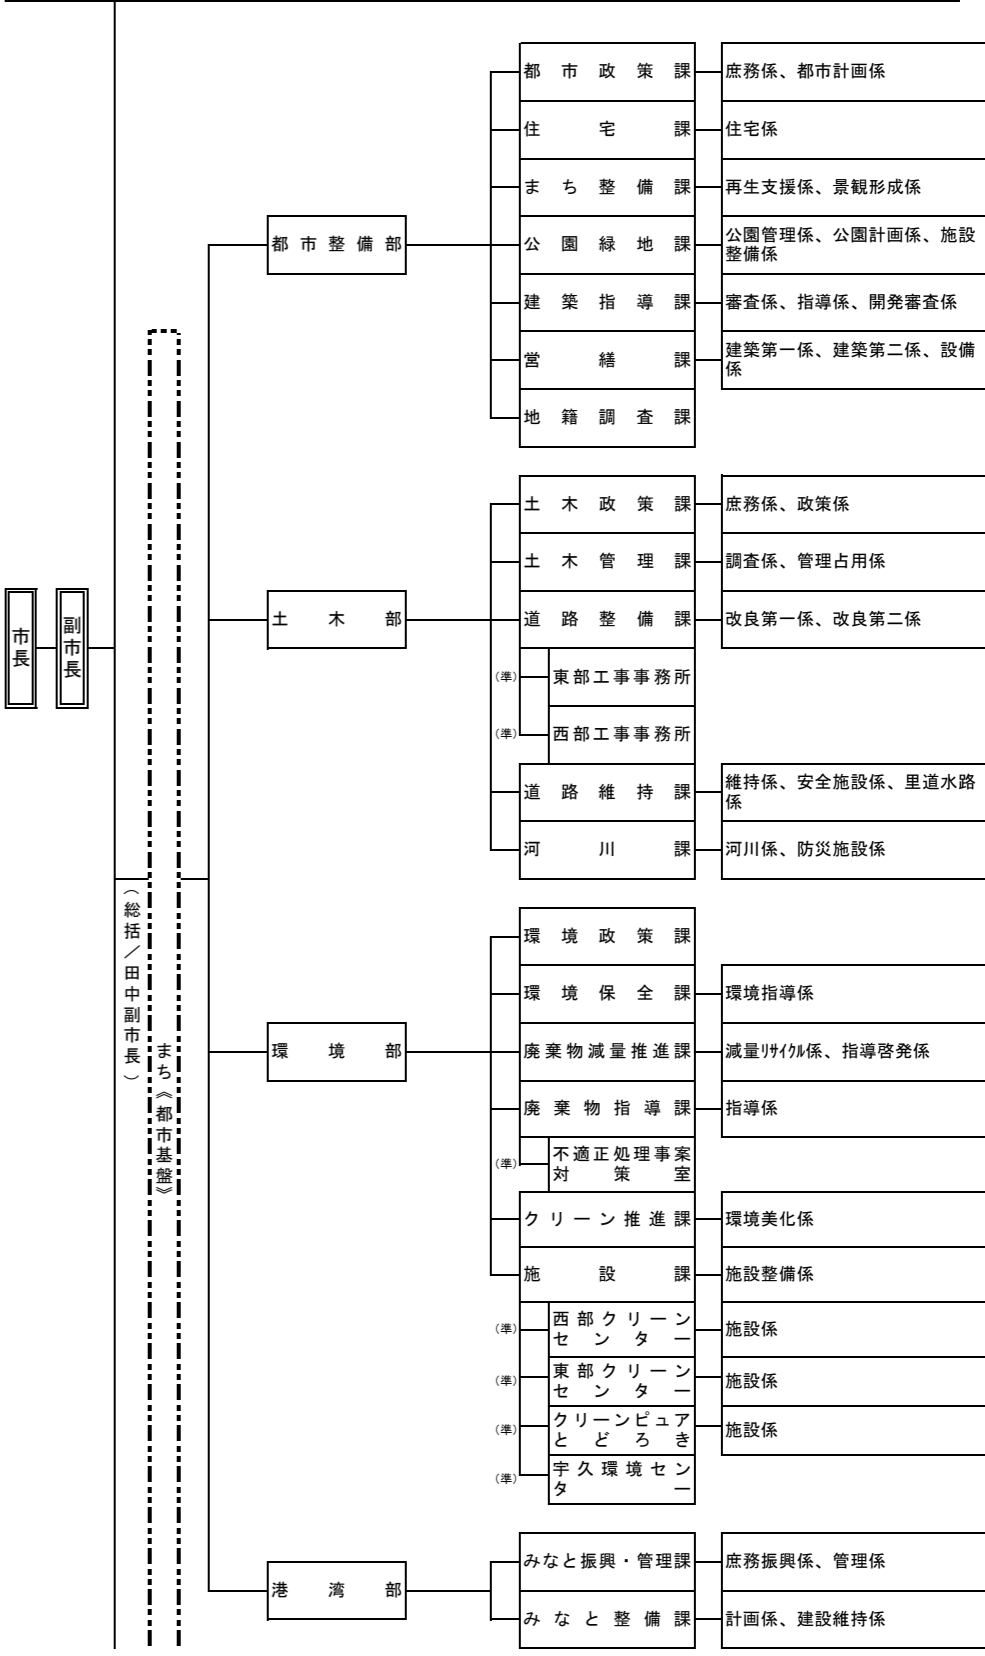 市長
副市長
（総括／田中副市長）
まち《都市基盤》
都市整備部
都市政策課
庶務係、都市計画係
住宅課
住宅係
まち整備課
再生支援係、景観形成係
公園緑地課
公園管理係、公園計画係、施設
整備係
建築指導課
審査係、指導係、開発審査係
営繕課
建築第一係、建築第二係、設備
係
地籍調査課
土木部
土木政策課
庶務係、政策係
土木管理課
調査係、管理占用係
道路整備課
改良第一係、改良第二係
（準）
東部工事事務所
（準）
西部工事事務所
道路維持課
維持係、安全施設係、里道水路
係
河川課
河川係、防災施設係
環境部
環境政策課
環境保全課
環境指導係
廃棄物減量推進課
減量ﾘｻｲｸﾙ係、指導啓発係
廃棄物指導課
指導係
（準）
不適正処理事案
対策室
クリーン推進課
環境美化係
施設課
施設整備係
（準）
西部クリーン
センター
施設係
（準）
東部クリーン
センター
施設係
（準）
クリーンピュア
とどろき
施設係
（準）
宇久環境セン
ター
港湾部
みなと振興・管理課
庶務振興係、管理係
みなと整備課
計画係、建設維持係